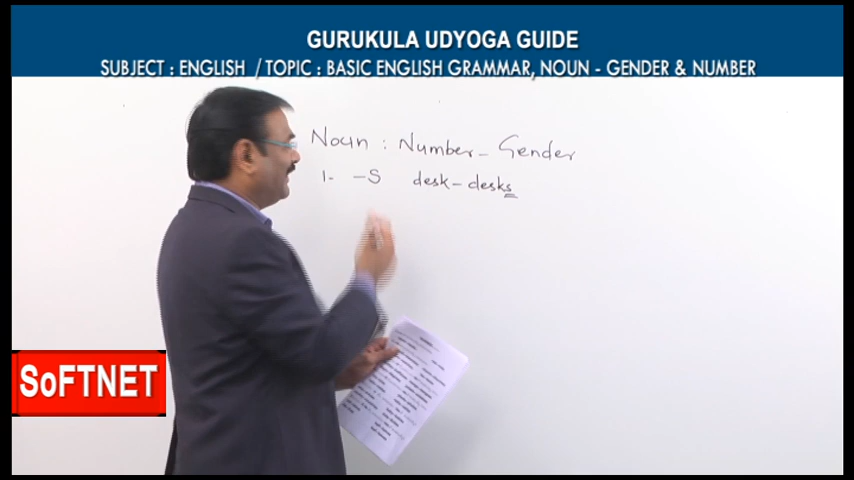 GURUKULA UDYOGA GUIDE
SUBJECT : ENGLISH / TOPIC : BASIC ENGLISH GRAMMAR, NOUN - GENDER & NUMBER
Noun : Number - Gender
1- -S desk - desks
SoFTNET